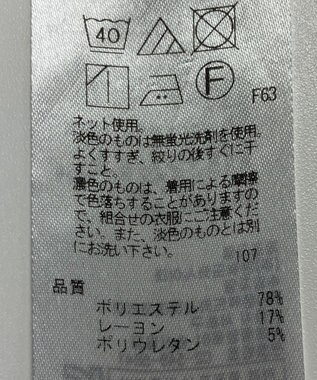 40
F
F63
ネット使用。
淡色のものは無蛍光洗剤を使用。
よくすすぎ、絞りの後すぐに干
すこと。
濃色のものは、着用による摩擦
で色落ちすることがありますの
で、組合せの衣服にご注意くだ
さい。また、淡色のものとは別
にお洗い下さい。
107
品質
ポリエステル 78%
レーヨン 17%
ポリウレタン 5%